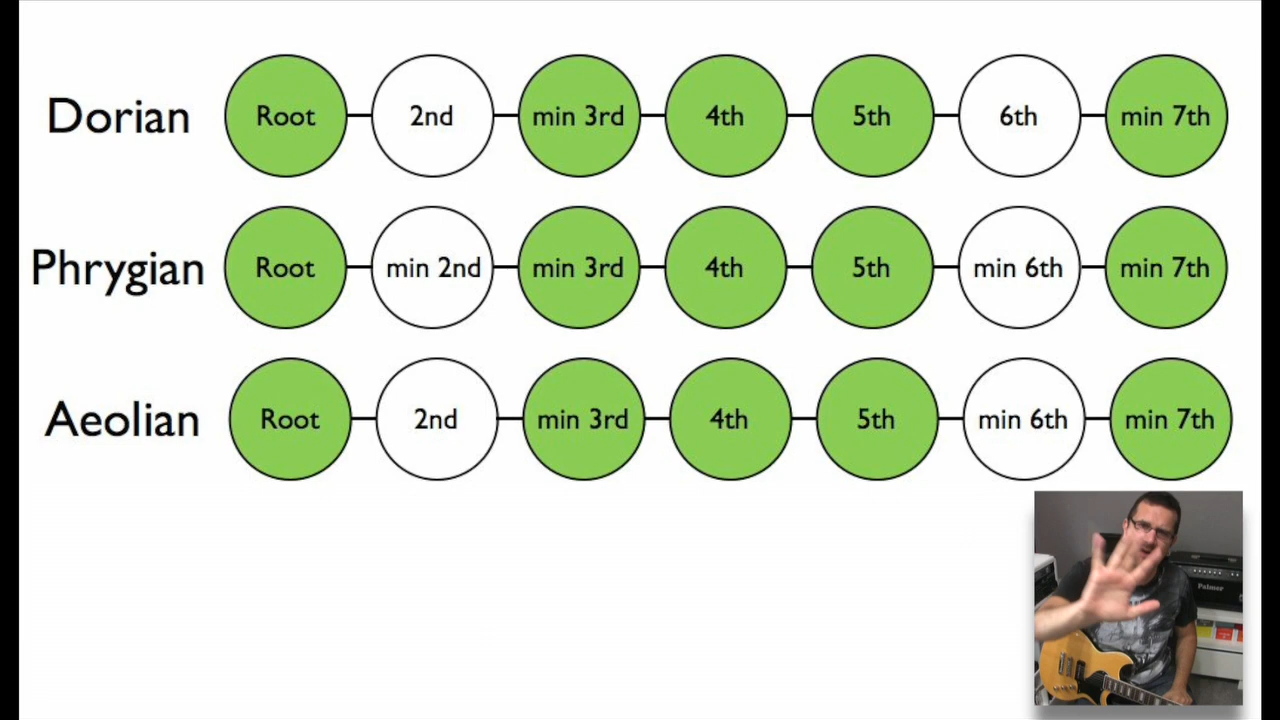 Dorian Root 2nd min 3rd 4th 5th 6th min 7th
Phrygian Root min 2nd min 3rd 4th 5th min 6th min 7th
Aeolian Root 2nd min 3rd 4th 5th min 6th min 7th
Palmer